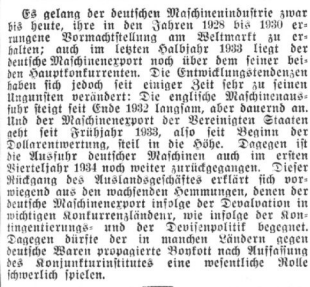 Es gelang der deutschen Maschinenindustrie zwar
bis heute, ihre in den Jahren 1928 bis 1930 er-
rungene Vormachtstellung am Weltmarkt zu er-
halten; auch im letzten Halbjahr 1933 liegt der
deutsche Maschinenexport noch über dem seiner bei-
den Hauptkonkurrenten. Die Entwicklungstendenzen
haben sich jedoch seit einiger Zeit sehr zu seinen
Ungunsten verändert: Die englische Maschinenaus-
fuhr steigt seit Ende 1932 langsam, aber dauernd an.
Und der Maschinenexport der Vereinigten Staaten
geht seit Frühjahr 1933, also seit Beginn der
Dollarentwertung, steil in die Höhe. Dagegen ist
die Ausfuhr deutscher Maschinen auch im ersten
Vierteljahr 1934 noch weiter zurückgegangen. Dieser
Rückgang des Auslandsgeschäftes erklärt sich vor-
wiegend aus den wachsenden Hemmungen, denen der
deutsche Maschinenexport infolge der Devalvation in
wichtigen Konkurrenzländeur, wie infolge der Kon-
tingentierungs- und der Devisenpolitik begegnet.
Dagegen dürfte der in manchen Ländern gegen
deutsche Waren propagierte Boykott nach Auffassung
des Konjunkturinstitutes eine wesentliche Rolle
schwerlich spielen.